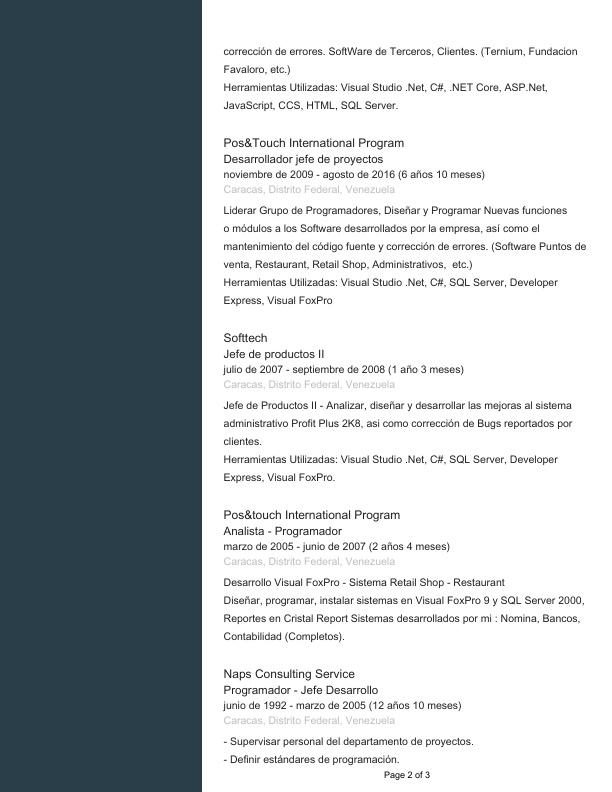 corrección de errores. SoftWare de Terceros, Clientes. (Ternium, Fundacion
Favaloro, etc.)
Herramientas Utilizadas: Visual Studio .Net, C#, .NET Core, ASP.Net,
JavaScript, CCS, HTML, SQL Server.
Pos&Touch International Program
Desarrollador jefe de proyectos
noviembre de 2009 - agosto de 2016 (6 años 10 meses)
Caracas, Distrito Federal, Venezuela
Liderar Grupo de Programadores, Diseñar y Programar Nuevas funciones
o módulos a los Software desarrollados por la empresa, así como el
mantenimiento del código fuente y corrección de errores. (Software Puntos de
venta, Restaurant, Retail Shop, Administrativos,  etc.)
Herramientas Utilizadas: Visual Studio .Net, C#, SQL Server, Developer
Express, Visual FoxPro
Softtech
Jefe de productos II
julio de 2007 - septiembre de 2008 (1 año 3 meses)
Caracas, Distrito Federal, Venezuela
Jefe de Productos II - Analizar, diseñar y desarrollar las mejoras al sistema
administrativo Profit Plus 2K8, asi como corrección de Bugs reportados por
clientes.
Herramientas Utilizadas: Visual Studio .Net, C#, SQL Server, Developer
Express, Visual FoxPro.
Pos&touch International Program
Analista - Programador
marzo de 2005 - junio de 2007 (2 años 4 meses)
Caracas, Distrito Federal, Venezuela
Desarrollo Visual FoxPro - Sistema Retail Shop - Restaurant
Diseñar, programar, instalar sistemas en Visual FoxPro 9 y SQL Server 2000,
Reportes en Cristal Report Sistemas desarrollados por mi : Nomina, Bancos,
Contabilidad (Completos).
Naps Consulting Service
Programador - Jefe Desarrollo
junio de 1992 - marzo de 2005 (12 años 10 meses)
Caracas, Distrito Federal, Venezuela
- Supervisar personal del departamento de proyectos.
- Definir estándares de programación.
Page 2 of 3